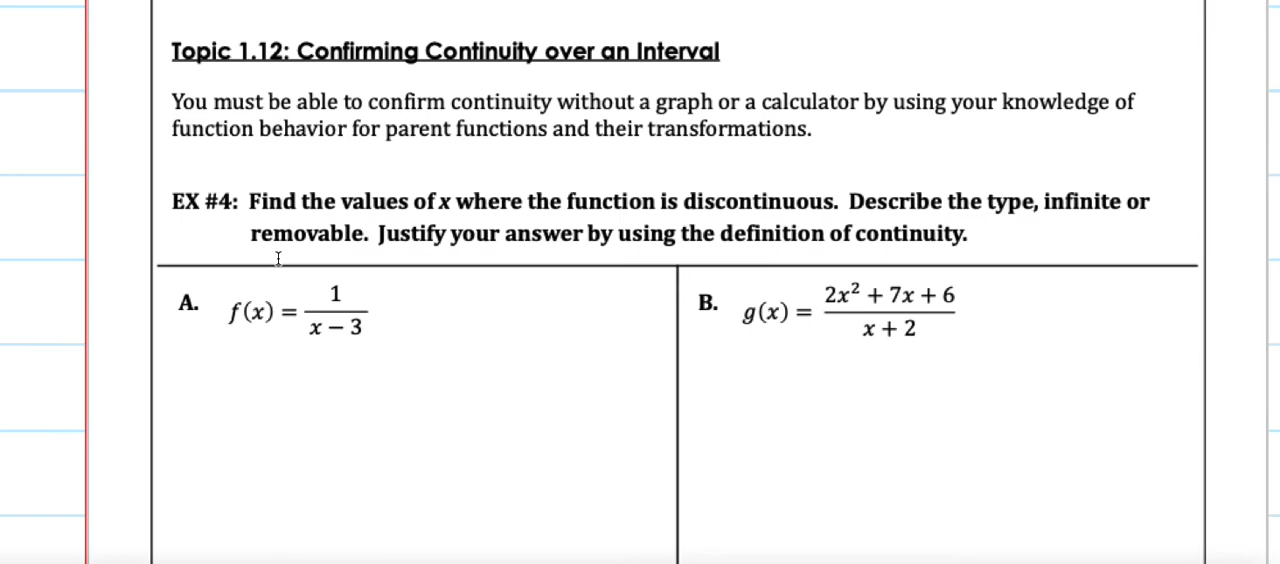 Topic 1.12: Confirming Continuity over an Interval
You must be able to confirm continuity without a graph or a calculator by using your knowledge of
function behavior for parent functions and their transformations.
EX #4: Find the values of x where the function is discontinuous. Describe the type, infinite or
removable. Justify your answer by using the definition of continuity.
A. f(x) = 1 / (x − 3)
B. g(x) = (2x² + 7x + 6) / (x + 2)